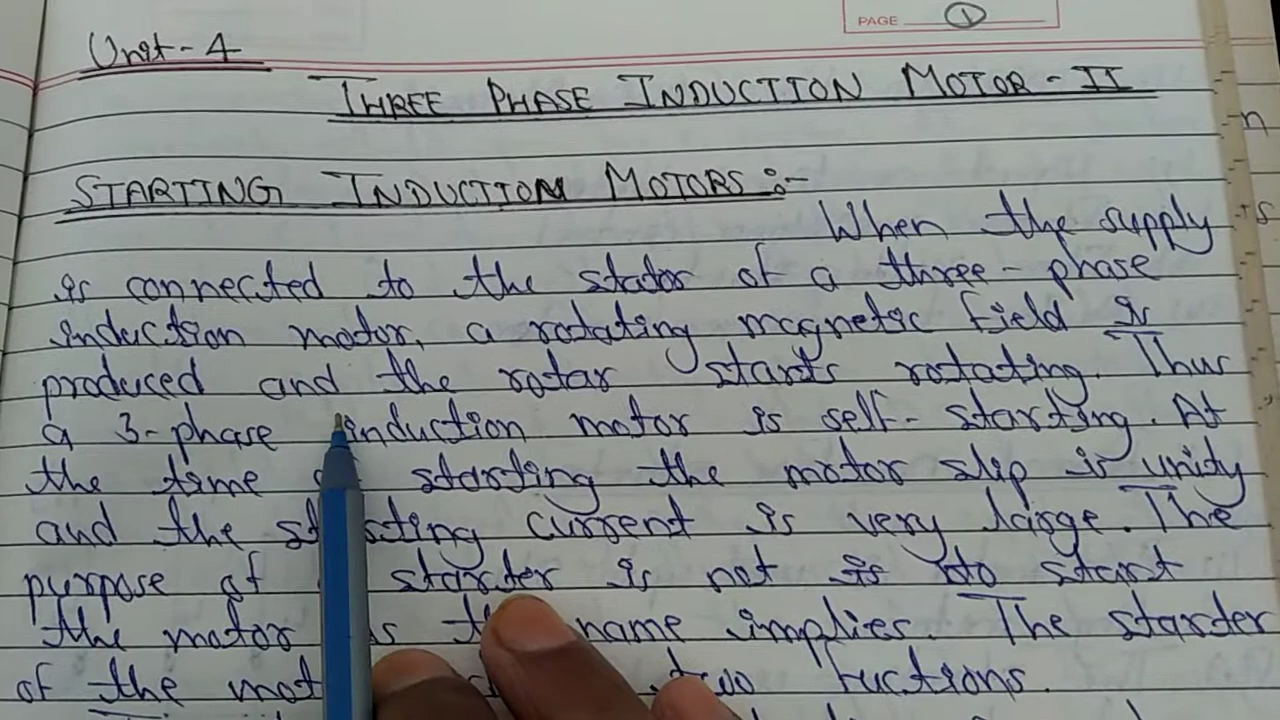 PAGE 1
Unit - 4
THREE PHASE INDUCTION MOTOR - II
STARTING INDUCTION MOTORS :-
When the supply
is connected to the stator of a three - phase
induction motor, a rotating magnetic field is
produced and the rotor starts rotating. Thus
a 3-phase induction motor is self - starting. At
the time starting the motor slip is unity
and the starting current is very large. The
purpose of starter is not is to start
the motor name implies. The starter
of the two